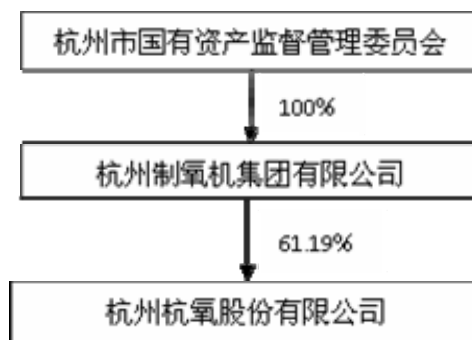 杭州市国有资产监督管理委员会
100%
杭州制氧机集团有限公司
61.19%
杭州杭氧股份有限公司